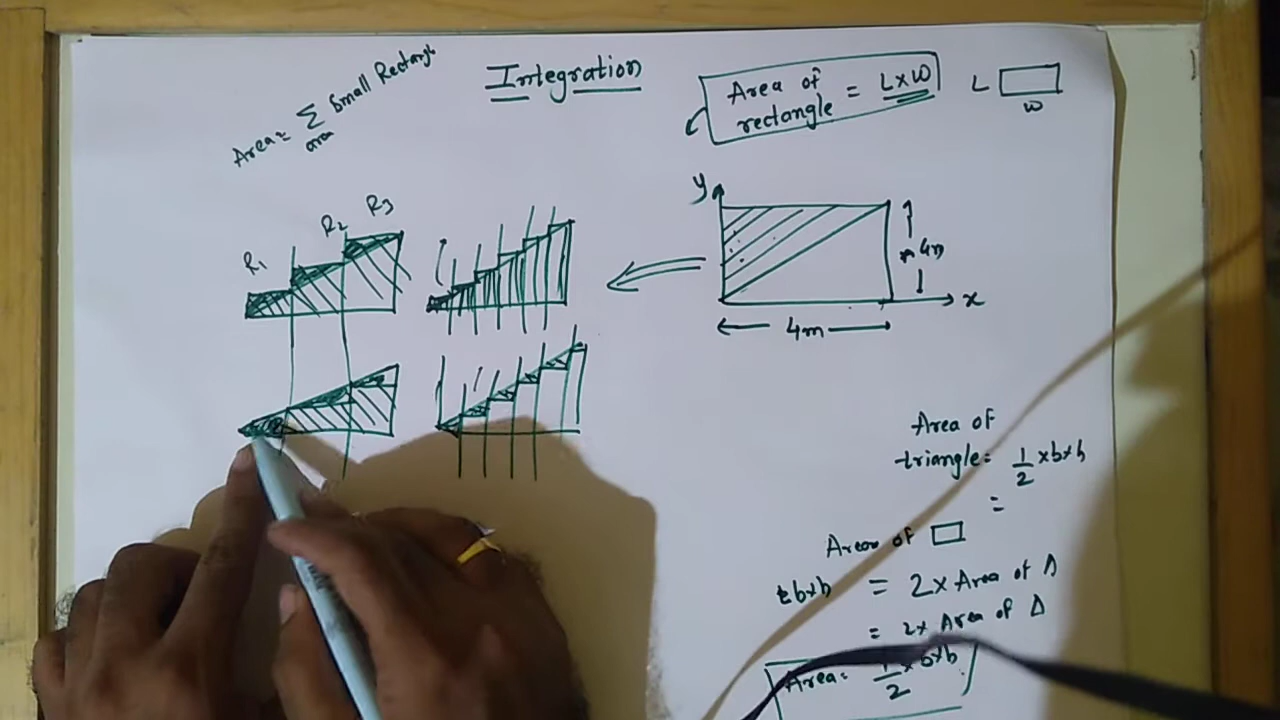 Integration
Area = Σ Small Rectangle
area
Area of
rectangle = L×W
L
W
R1 R2 R3
y
4m
x
4m
Area of
triangle = 1/2 ×b×h
=
Area of
b×h = 2× Area of Δ
= 2× Area of Δ
Area = 1/2 ×b×h